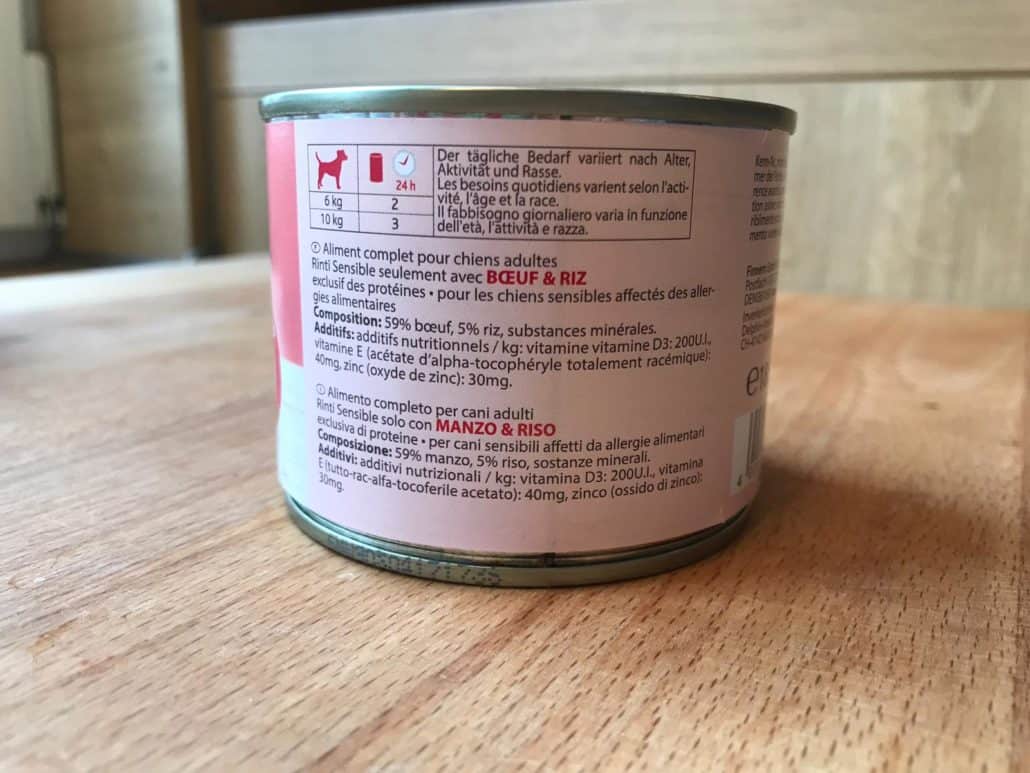 24 h
6 kg 2
10 kg 3
Der tägliche Bedarf variiert nach Alter,
Aktivität und Rasse.
Les besoins quotidiens varient selon l'acti-
vité, l'âge et la race.
Il fabbisogno giornaliero varia in funzione
dell'età, l'attività e razza.
Ⓕ Aliment complet pour chiens adultes
Rinti Sensible seulement avec BŒUF & RIZ
exclusif des protéines • pour les chiens sensibles affectés des aller-
gies alimentaires
Composition: 59% bœuf, 5% riz, substances minérales.
Additifs: additifs nutritionnels / kg: vitamine vitamine D3: 200U.I.,
vitamine E (acétate d'alpha-tocophéryle totalement racémique):
40mg, zinc (oxyde de zinc): 30mg.
Ⓘ Alimento completo per cani adulti
Rinti Sensible solo con MANZO & RISO
exclusiva di proteine • per cani sensibili affetti da allergie alimentari
Composizione: 59% manzo, 5% riso, sostanze minerali.
Additivi: additivi nutrizionali / kg: vitamina D3: 200U.I., vitamina
E (tutto-rac-alfa-tocoferile acetato): 40mg, zinco (ossido di zinco):
30mg.